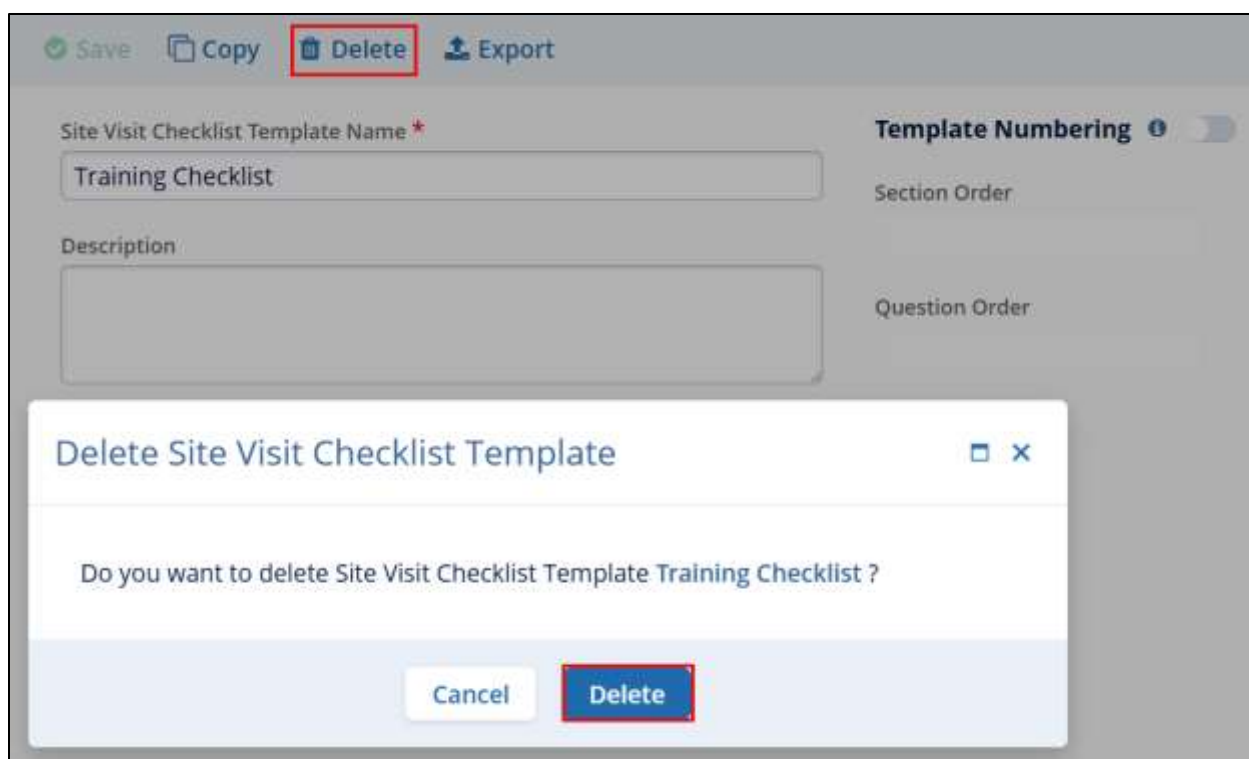 Save Copy Delete Export
Site Visit Checklist Template Name *
Training Checklist
Description
Template Numbering
Section Order
Question Order
Delete Site Visit Checklist Template
Do you want to delete Site Visit Checklist Template Training Checklist ?
Cancel Delete